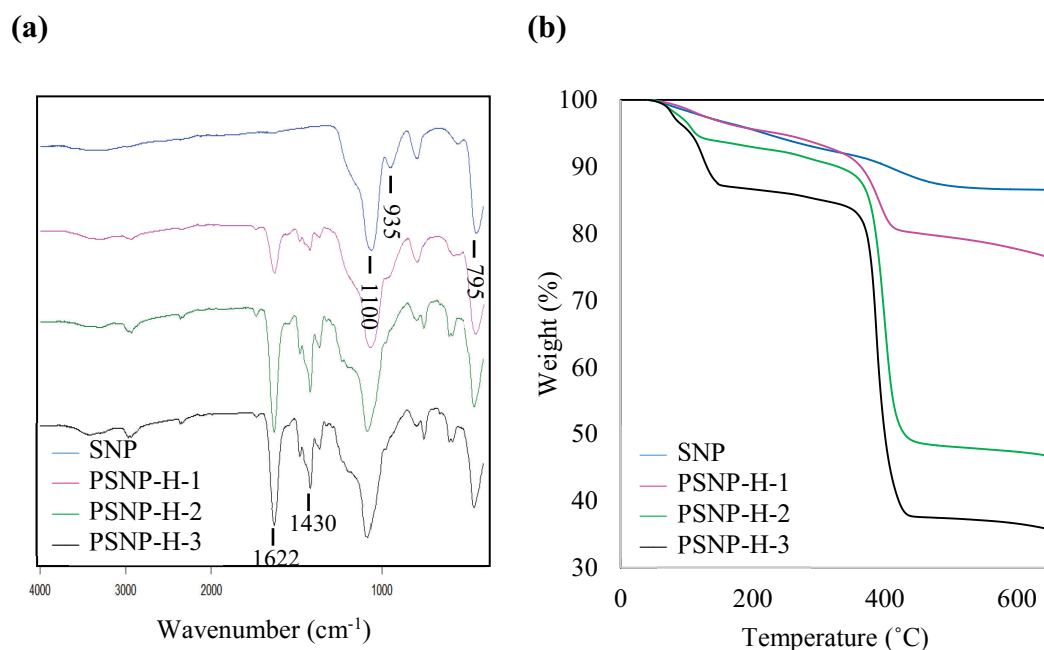 (a)
935
1100
795
SNP
PSNP-H-1
PSNP-H-2
PSNP-H-3
1430
1622
4000 3000 2000 1000
Wavenumber (cm-1)
(b)
100
90
80
70
60
50
40
30
Weight (%)
SNP
PSNP-H-1
PSNP-H-2
PSNP-H-3
0 200 400 600
Temperature (˚C)